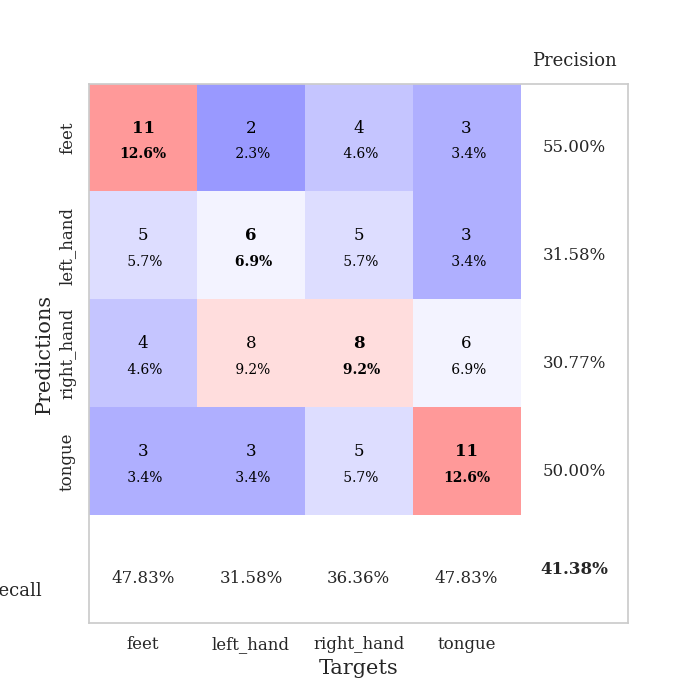 Precision
feet
11 2 4 3
12.6% 2.3% 4.6% 3.4%
55.00%
left_hand
5 6 5 3
5.7% 6.9% 5.7% 3.4%
31.58%
right_hand
4 8 8 6
4.6% 9.2% 9.2% 6.9%
30.77%
tongue
3 3 5 11
3.4% 3.4% 5.7% 12.6%
50.00%
Predictions
ecall
47.83% 31.58% 36.36% 47.83% 41.38%
feet left_hand right_hand tongue
Targets